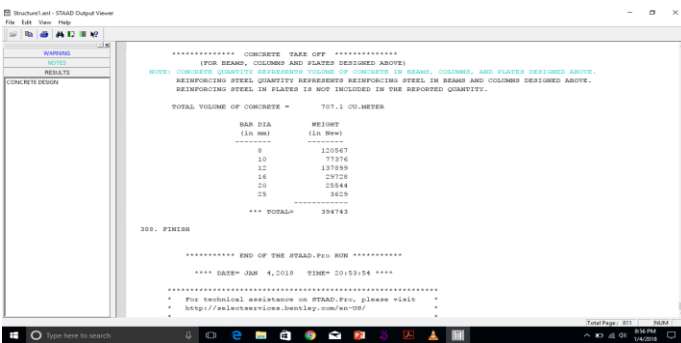 Structure1.anl - STAAD Output Viewer
File Edit View Help
WARNING
NOTES
RESULTS
CONCRETE DESIGN
************** CONCRETE TAKE OFF **************
(FOR BEAMS, COLUMNS AND PLATES DESIGNED ABOVE)
NOTE: CONCRETE QUANTITY REPRESENTS VOLUME OF CONCRETE IN BEAMS, COLUMNS, AND PLATES DESIGNED ABOVE.
REINFORCING STEEL QUANTITY REPRESENTS REINFORCING STEEL IN BEAMS AND COLUMNS DESIGNED ABOVE.
REINFORCING STEEL IN PLATES IS NOT INCLUDED IN THE REPORTED QUANTITY.
TOTAL VOLUME OF CONCRETE = 707.1 CU.METER
BAR DIA WEIGHT
(in mm) (in New)
-------- --------
8 120567
10 77376
12 137899
16 29728
20 25544
25 3629
------------
*** TOTAL= 394743
388. FINISH
*********** END OF THE STAAD.Pro RUN ***********
**** DATE= JAN 4,2018 TIME= 20:53:54 ****
************************************************************
* For technical assistance on STAAD.Pro, please visit *
* http://selectservices.bentley.com/en-US/ *
Total Page: 811 NUM
Type here to search
8:56 PM
1/4/2018